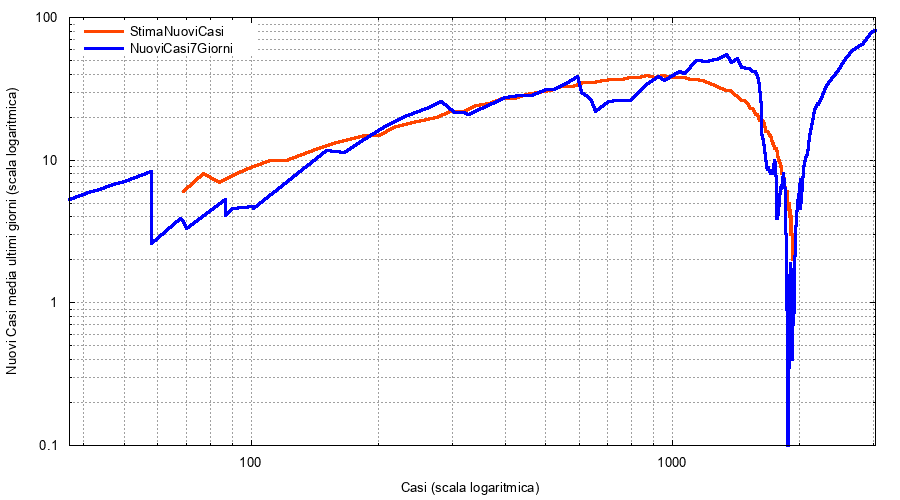 100
10
1
0.1
StimaNuoviCasi
NuoviCasi7Giorni
Nuovi Casi media ultimi giorni (scala logaritmica)
100
1000
Casi (scala logaritmica)